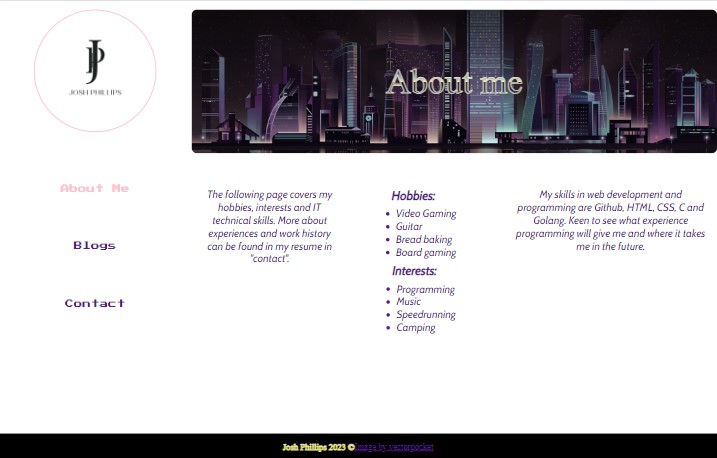 JP
JOSH PHILLIPS
About me
About Me
Blogs
Contact
The following page covers my
hobbies, interests and IT
technical skills. More about
experiences and work history
can be found in my resume in
"contact".
Hobbies:
Video Gaming
Guitar
Bread baking
Board gaming
Interests:
Programming
Music
Speedrunning
Camping
My skills in web development and
programming are Github, HTML, CSS, C and
Golang. Keen to see what experience
programming will give me and where it takes
me in the future.
Josh Phillips 2023 ©Image by vectorpocket